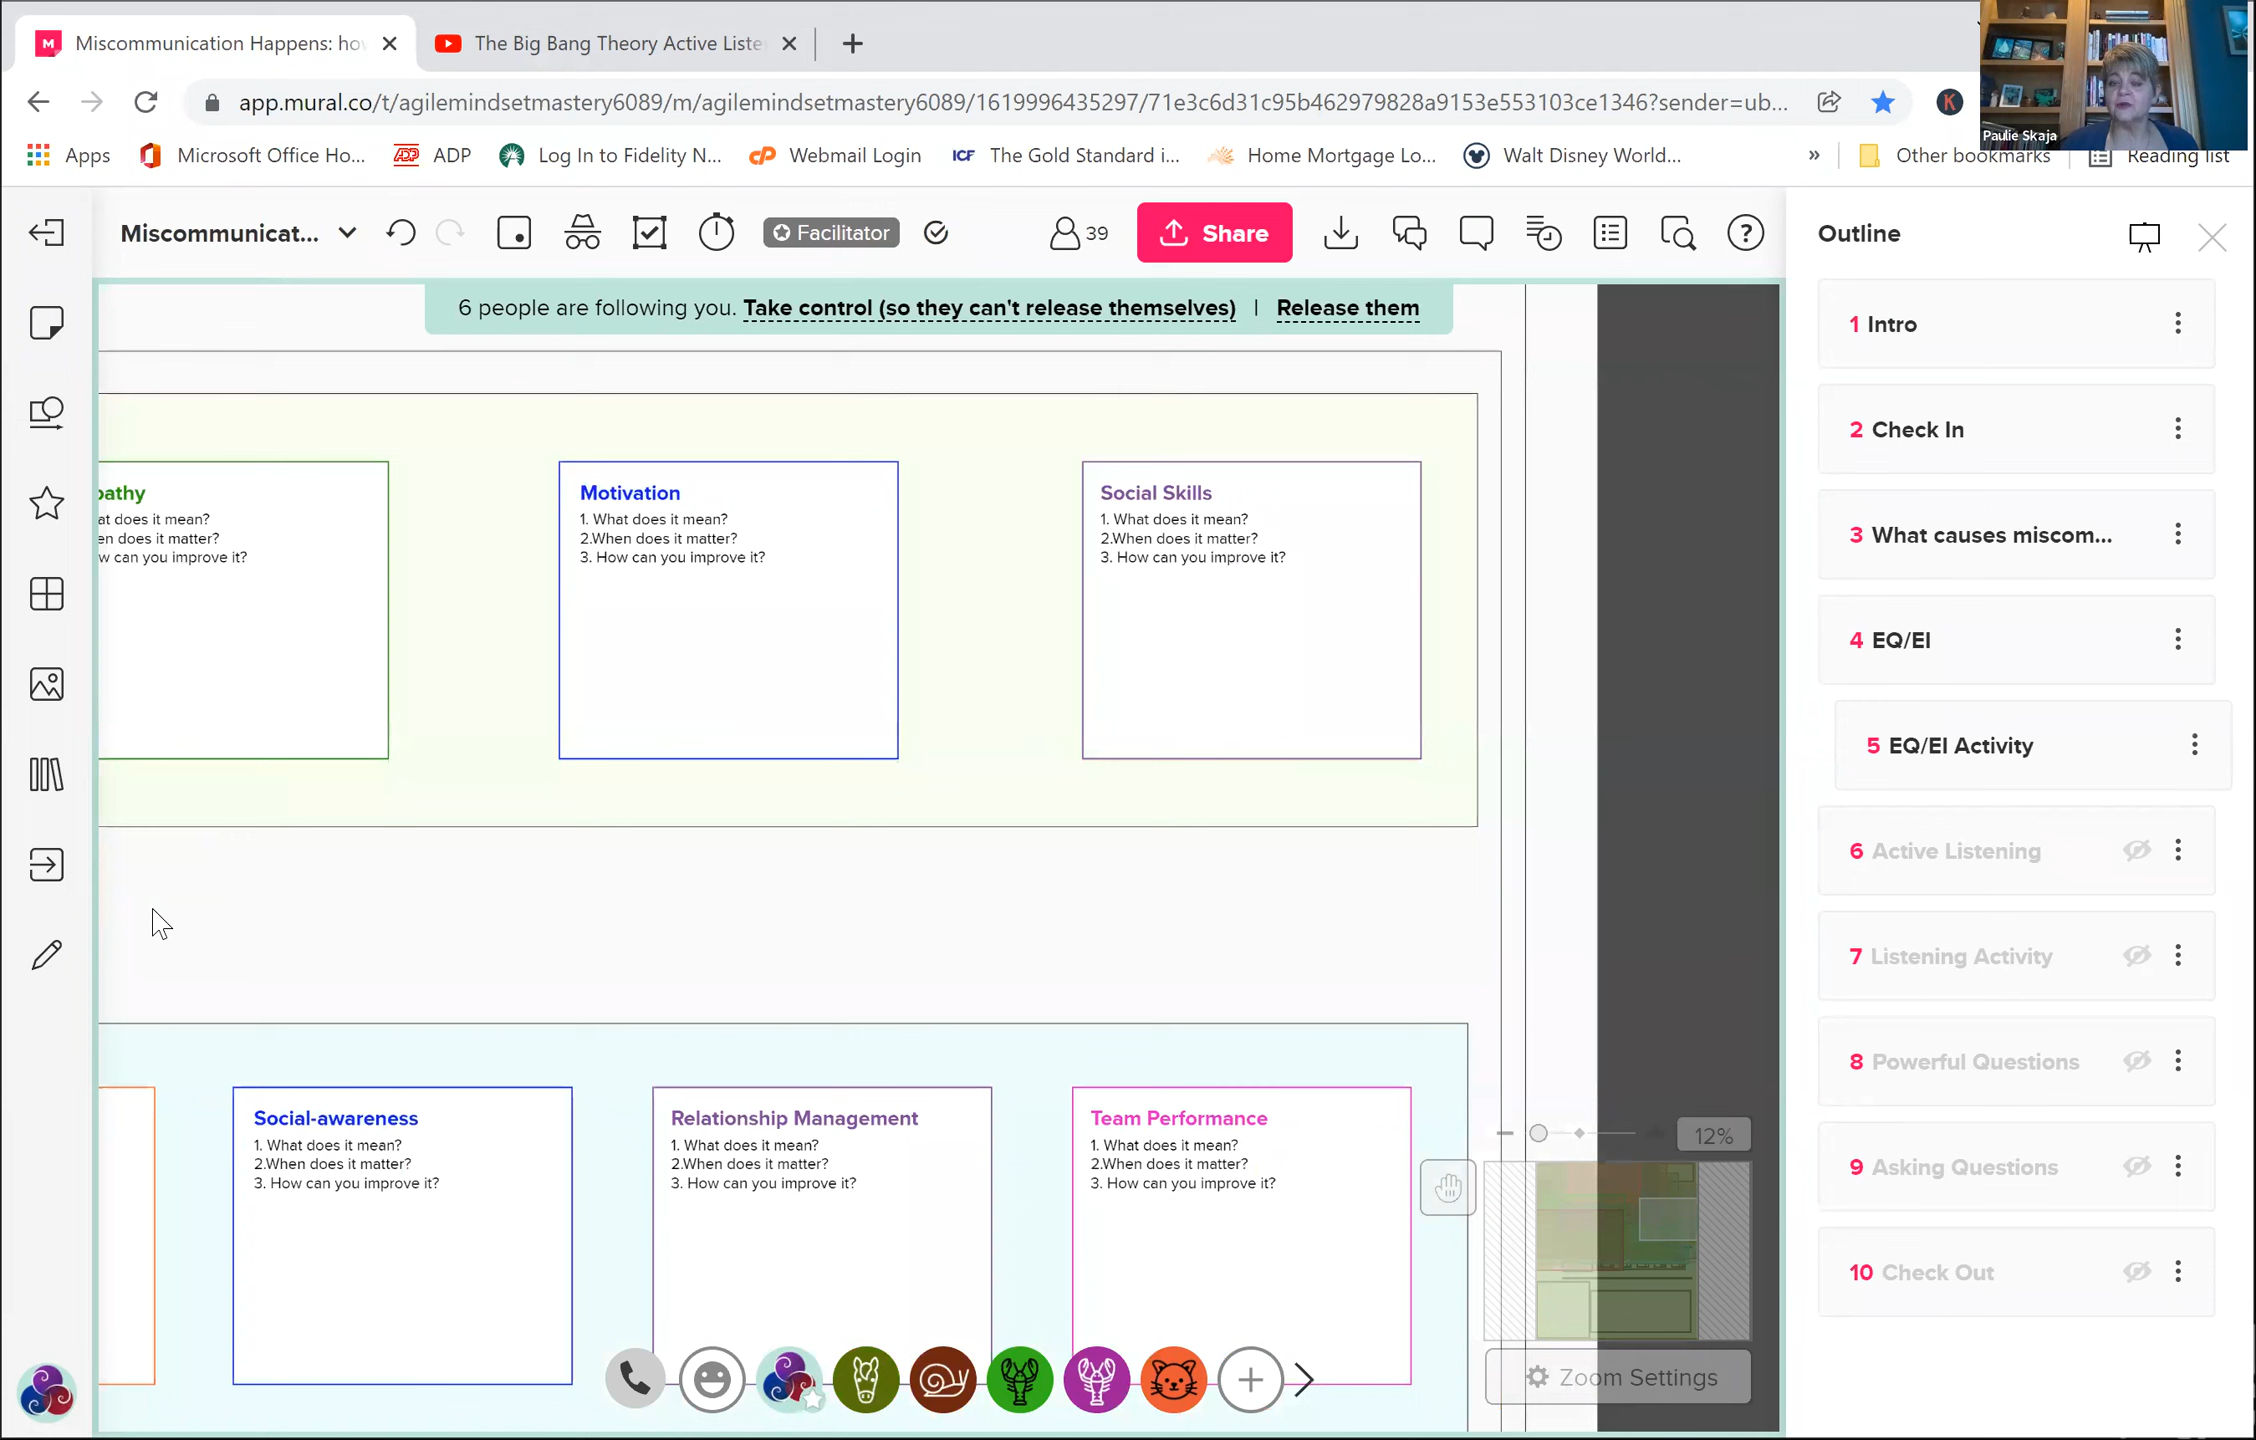 Miscommunication Happens: ho
The Big Bang Theory Active Liste
app.mural.co/t/agilemindsetmastery6089/m/agilemindsetmastery6089/1619996435297/71e3c6d31c95b462979828a9153e553103ce1346?sender=ub...
K
Paulie Skaja
Apps
Microsoft Office Ho...
ADP
Log In to Fidelity N...
Webmail Login
ICF
The Gold Standard i...
Home Mortgage Lo...
Walt Disney World...
»
Other bookmarks
Reading list
Miscommunicat...
Facilitator
39
Share
Outline
6 people are following you. Take control (so they can't release themselves) | Release them
pathy
at does it mean?
en does it matter?
w can you improve it?
Motivation
1. What does it mean?
2.When does it matter?
3. How can you improve it?
Social Skills
1. What does it mean?
2.When does it matter?
3. How can you improve it?
Social-awareness
1. What does it mean?
2.When does it matter?
3. How can you improve it?
Relationship Management
1. What does it mean?
2.When does it matter?
3. How can you improve it?
Team Performance
1. What does it mean?
2.When does it matter?
3. How can you improve it?
12%
Zoom Settings
1 Intro
2 Check In
3 What causes miscom...
4 EQ/EI
5 EQ/EI Activity
6 Active Listening
7 Listening Activity
8 Powerful Questions
9 Asking Questions
10 Check Out